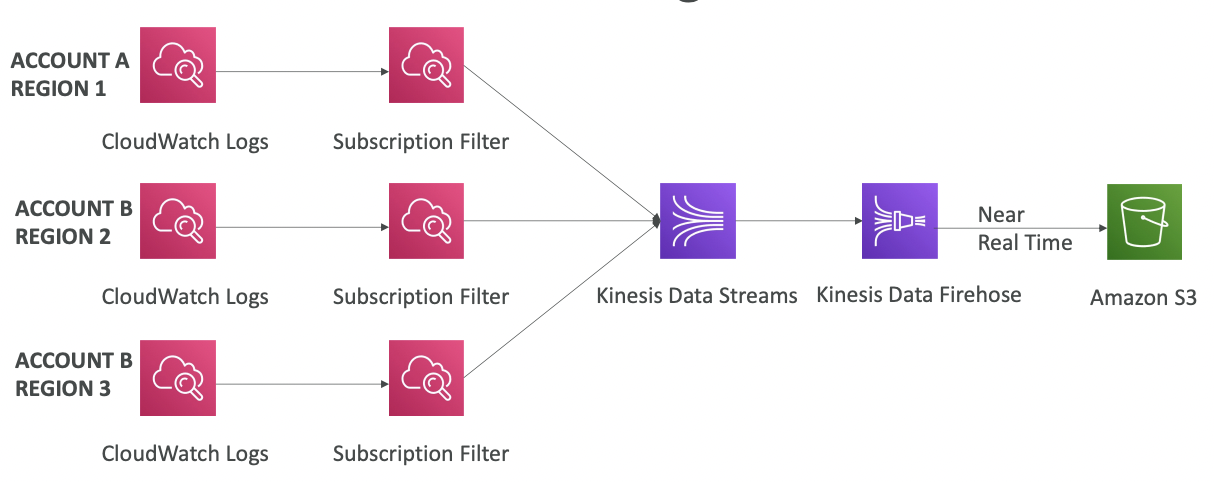 ACCOUNT A
REGION 1
CloudWatch Logs
Subscription Filter
ACCOUNT B
REGION 2
CloudWatch Logs
Subscription Filter
Kinesis Data Streams
Kinesis Data Firehose
Near
Real Time
Amazon S3
ACCOUNT B
REGION 3
CloudWatch Logs
Subscription Filter